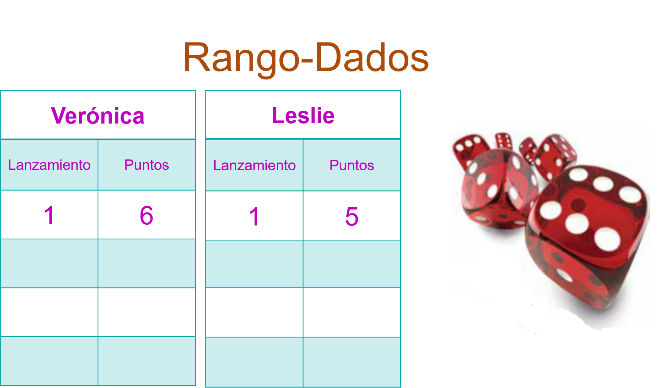 Rango-Dados
Verónica
Leslie
Lanzamiento Puntos
Lanzamiento Puntos
1 6
1 5